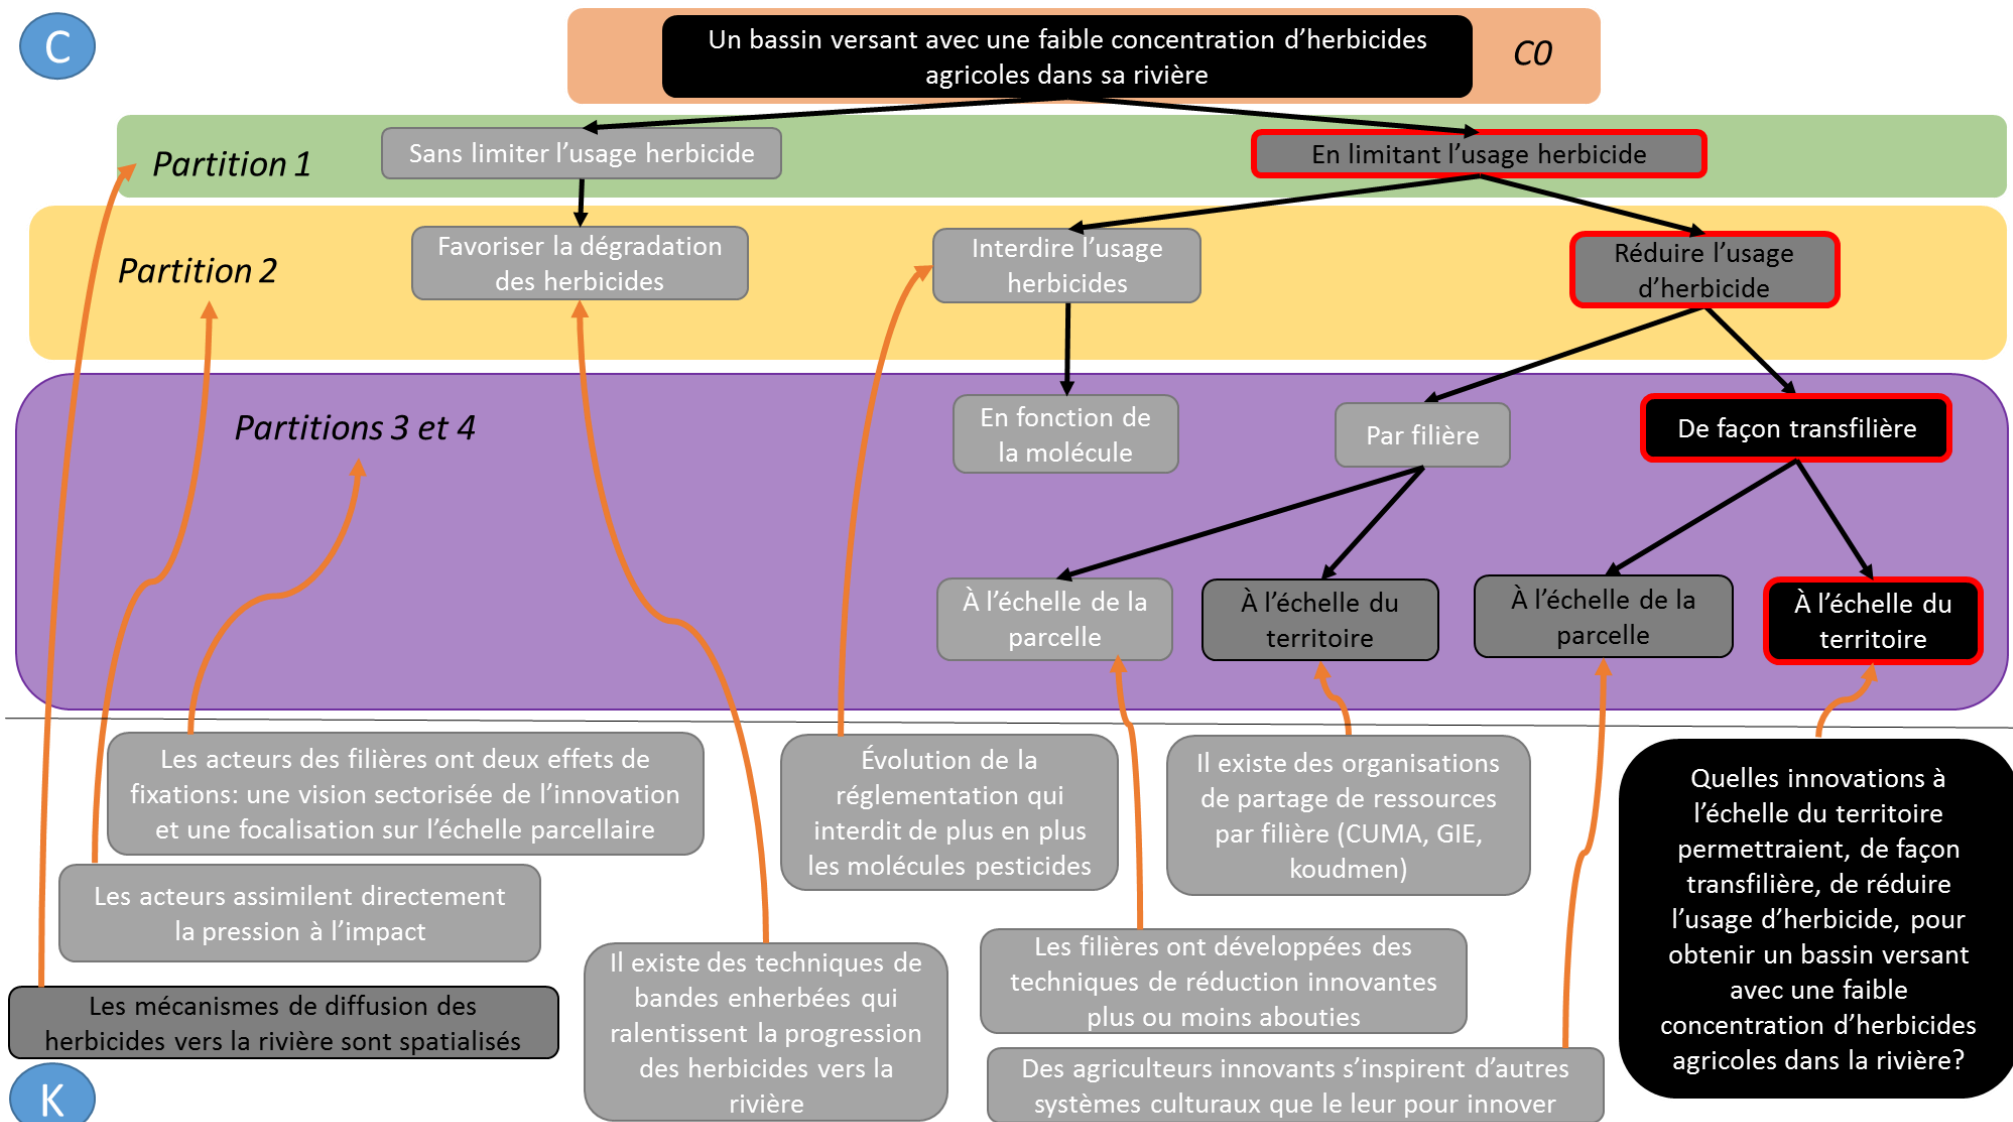 C
Un bassin versant avec une faible concentration d’herbicides
agricoles dans sa rivière
C0
Partition 1
Sans limiter l’usage herbicide
En limitant l’usage herbicide
Partition 2
Favoriser la dégradation
des herbicides
Interdire l’usage
herbicides
Réduire l’usage
d’herbicide
Partitions 3 et 4
En fonction de
la molécule
Par filière
De façon transfilière
À l’échelle de la
parcelle
À l’échelle du
territoire
À l’échelle de la
parcelle
À l’échelle du
territoire
Les acteurs des filières ont deux effets de
fixations: une vision sectorisée de l’innovation
et une focalisation sur l’échelle parcellaire
Les acteurs assimilent directement
la pression à l’impact
Les mécanismes de diffusion des
herbicides vers la rivière sont spatialisés
Il existe des techniques de
bandes enherbées qui
ralentissent la progression
des herbicides vers la
rivière
Évolution de la
réglementation qui
interdit de plus en plus
les molécules pesticides
Il existe des organisations
de partage de ressources
par filière (CUMA, GIE,
koudmen)
Les filières ont développées des
techniques de réduction innovantes
plus ou moins abouties
Des agriculteurs innovants s’inspirent d’autres
systèmes culturaux que le leur pour innover
Quelles innovations à
l’échelle du territoire
permettraient, de façon
transfilière, de réduire
l’usage d’herbicide, pour
obtenir un bassin versant
avec une faible
concentration d’herbicides
agricoles dans la rivière?
K